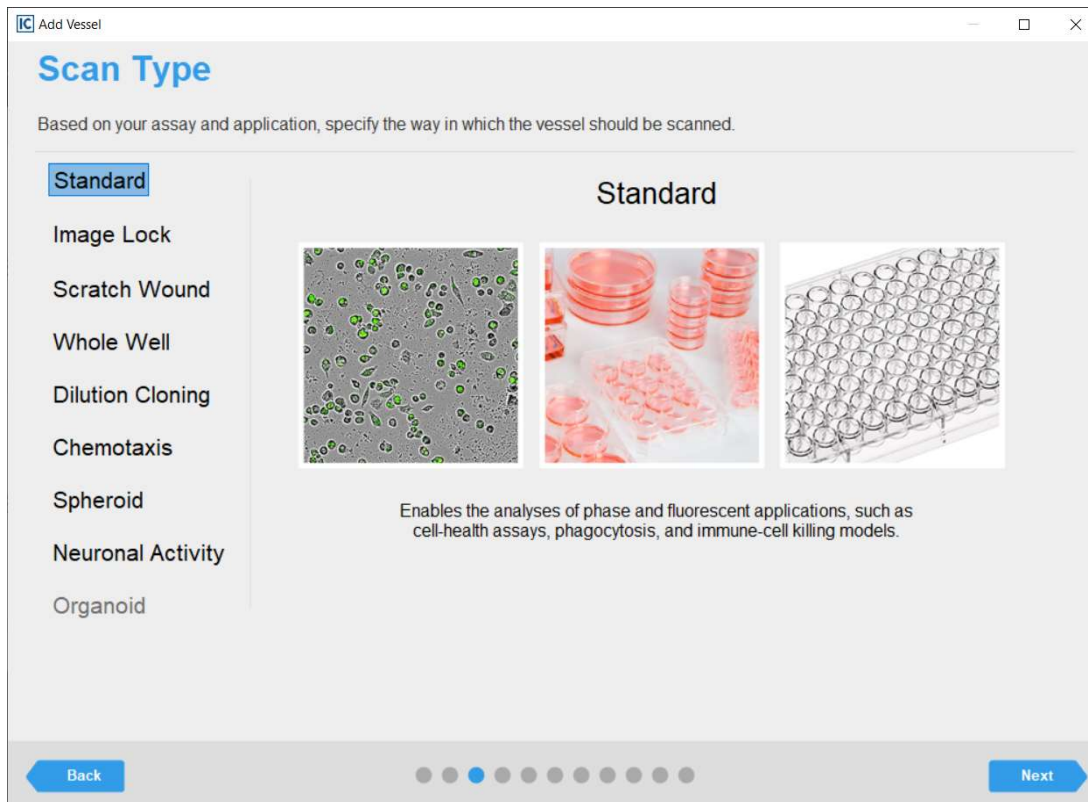 IC Add Vessel
Scan Type
Based on your assay and application, specify the way in which the vessel should be scanned.
Standard
Image Lock
Scratch Wound
Whole Well
Dilution Cloning
Chemotaxis
Spheroid
Neuronal Activity
Organoid
Standard
Enables the analyses of phase and fluorescent applications, such as
cell-health assays, phagocytosis, and immune-cell killing models.
Back
Next